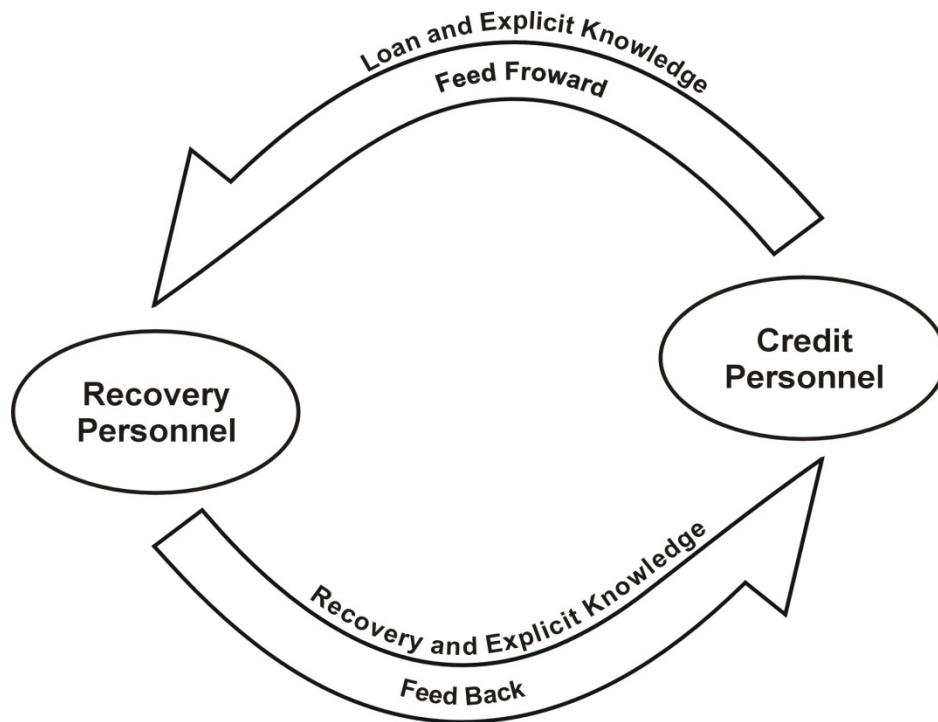 Loan and Explicit Knowledge
Feed Froward
Credit
Personnel
Recovery
Personnel
Recovery and Explicit Knowledge
Feed Back